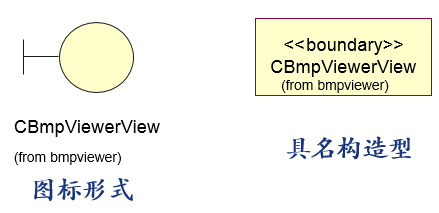 CBmpViewerView
(from bmpviewer)
图标形式
<<boundary>>
CBmpViewerView
(from bmpviewer)
具名构造型